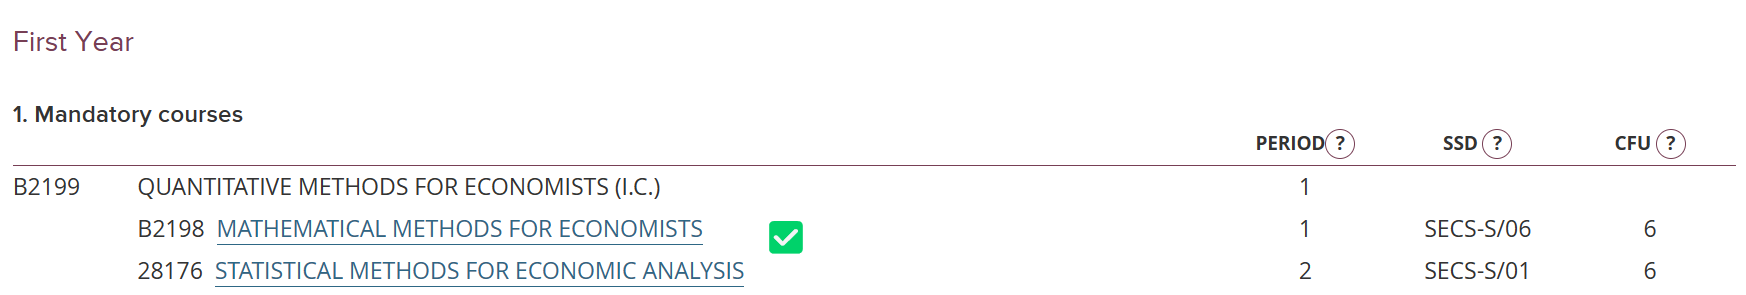 First Year
1. Mandatory courses
PERIOD ? SSD ? CFU ?
B2199 QUANTITATIVE METHODS FOR ECONOMISTS (I.C.) 1
B2198 MATHEMATICAL METHODS FOR ECONOMISTS 1 SECS-S/06 6
28176 STATISTICAL METHODS FOR ECONOMIC ANALYSIS 2 SECS-S/01 6